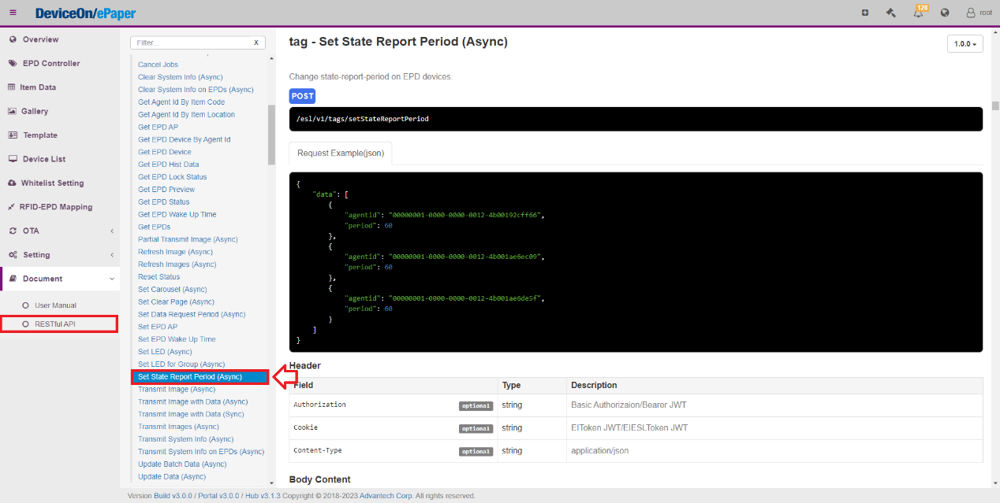 DeviceOn/ePaper
128
root
Overview
EPD Controller
Item Data
Gallery
Template
Device List
Whitelist Setting
RFID-EPD Mapping
OTA
Setting
Document
User Manual
RESTful API
Filter...
X
Cancel Jobs
Clear System Info (Async)
Clear System Info on EPDs (Async)
Get Agent Id By Item Code
Get Agent Id By Item Location
Get EPD AP
Get EPD Device By Agent Id
Get EPD Device
Get EPD Hist Data
Get EPD Lock Status
Get EPD Preview
Get EPD Status
Get EPD Wake Up Time
Get EPDs
Partial Transmit Image (Async)
Refresh Image (Async)
Refresh Images (Async)
Reset Status
Set Carousel (Async)
Set Clear Page (Async)
Set Data Request Period (Async)
Set EPD AP
Set EPD Wake Up Time
Set LED (Async)
Set LED for Group (Async)
Set State Report Period (Async)
Transmit Image (Async)
Transmit Image with Data (Async)
Transmit Image with Data (Sync)
Transmit Images (Async)
Transmit System Info (Async)
Transmit System Info on EPDs (Async)
Update Batch Data (Async)
Update Data (Async)
tag - Set State Report Period (Async)
1.0.0
Change state-report-period on EPD devices.
POST
/esl/v1/tags/setStateReportPeriod
Request Example(json)
{
"data": [
{
"agentid": "00000001-0000-0000-0012-4b00192cff66",
"period": 60
},
{
"agentid": "00000001-0000-0000-0012-4b001ae6ec09",
"period": 60
},
{
"agentid": "00000001-0000-0000-0012-4b001ae6de5f",
"period": 60
}
]
}
Header
Field Type Description
Authorization optional string Basic Authorizaion/Bearer JWT
Cookie optional string EIToken JWT/EIESLToken JWT
Content-Type optional string application/json
Body Content
Version Build v3.0.0 / Portal v3.0.0 / Hub v3.1.3 Copyright © 2018-2023 Advantech Corp. All rights reserved.